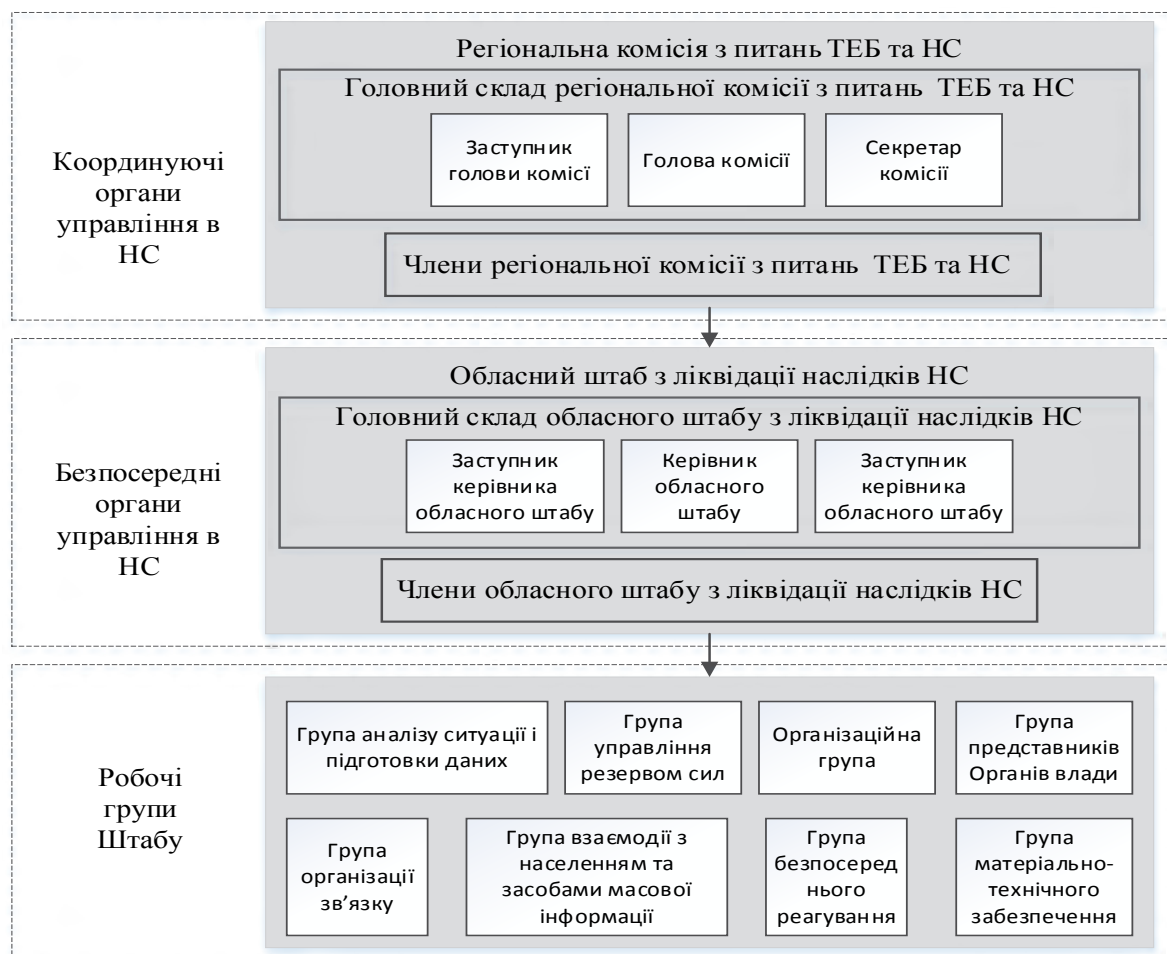 Регіональна комісія з питань ТЕБ та НС
Головний склад регіональної комісії з питань ТЕБ та НС
Координуючі
органи
управління в
НС
Заступник
голови комісї
Голова комісії
Секретар
комісії
Члени регіональної комісії з питань ТЕБ та НС
Обласний штаб з ліквідації наслідків НС
Головний склад обласного штабу з ліквідації наслідків НС
Безпосередні
органи
управління в
НС
Заступник
керівника
обласного штабу
Керівник
обласного
штабу
Заступник
керівника
обласного штабу
Члени обласного штабу з ліквідації наслідків НС
Робочі
групи
Штабу
Група аналізу ситуації і
підготовки даних
Група
управління
резервом сил
Організаційна
група
Група
представників
Органів влади
Група
організації
зв’язку
Група взаємодії з
населенням та
засобами масової
інформації
Група
безпосеред
нього
реагування
Група
матеріально-
технічного
забезпечення